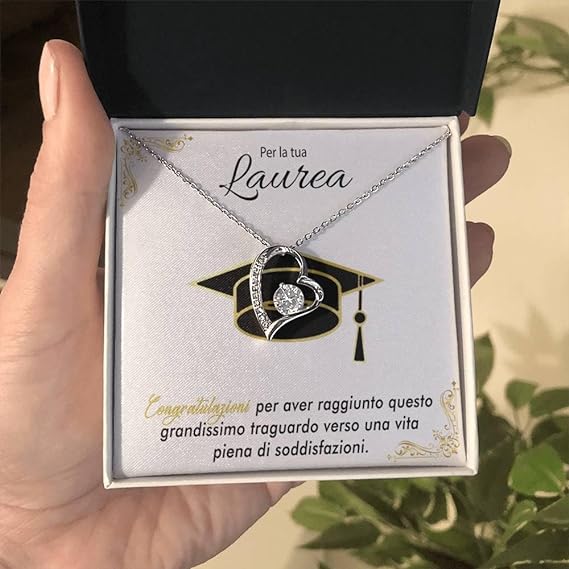 Per la tua
Laurea
Congratulazioni per aver raggiunto questo
grandissimo traguardo verso una vita
piena di soddisfazioni.